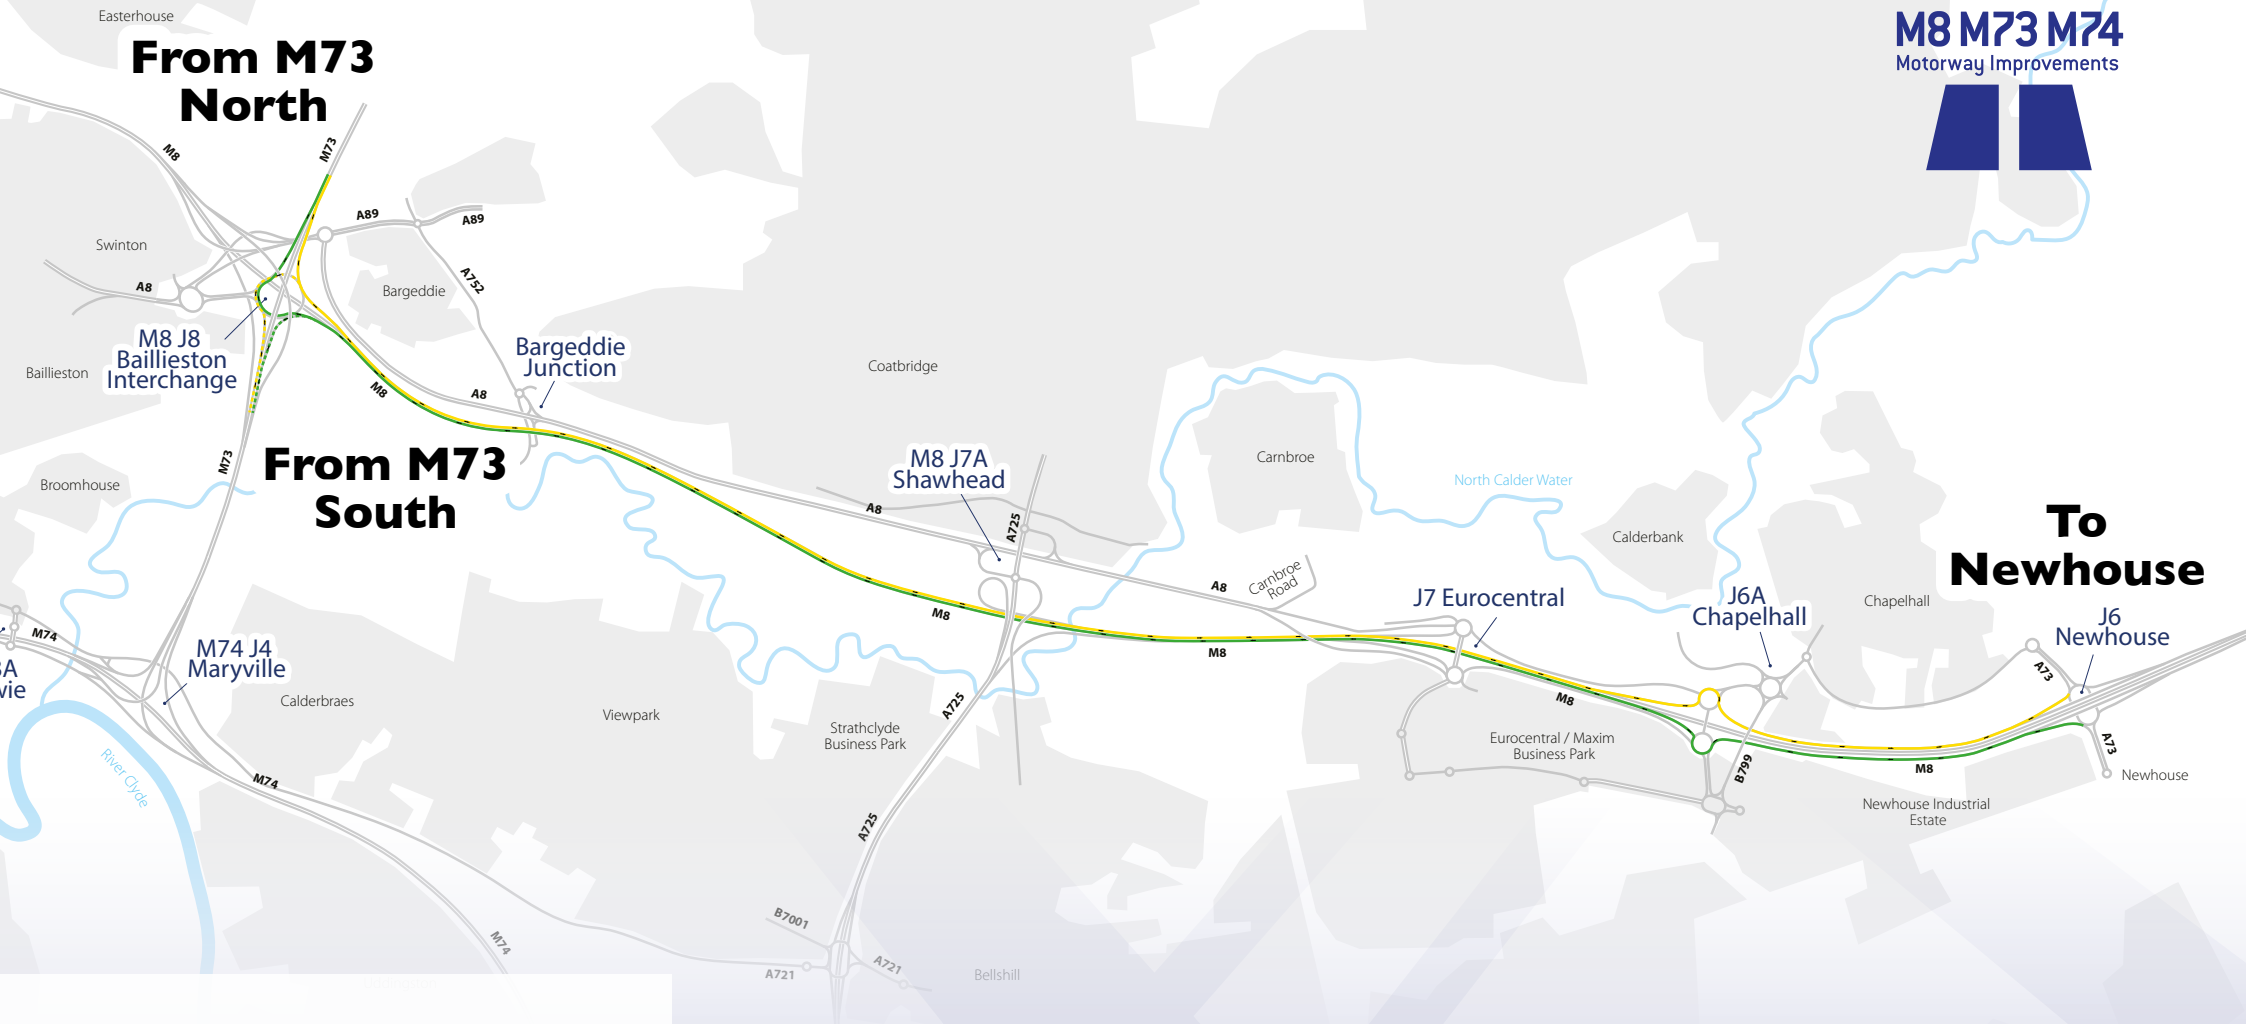 Easterhouse
From M73
North
M8 M73 M74
Motorway Improvements
M8
M73
A89
A89
Swinton
A752
A8
Bargeddie
M8 J8
Baillieston
Interchange
Bargeddie
Junction
Baillieston
M8
A8
Coatbridge
M73
From M73
South
Broomhouse
M8 J7A
Shawhead
Carnbroe
North Calder Water
A8
A725
Calderbank
To
Newhouse
A8
Carnbroe
Road
J7 Eurocentral
J6A
Chapelhall
Chapelhall
J6
Newhouse
M8
M74
M74 J4
Maryville
M8
A73
Calderbraes
Viewpark
A725
M8
Strathclyde
Business Park
Eurocentral / Maxim
Business Park
A73
River Clyde
M74
B799
M8
Newhouse
Newhouse Industrial
Estate
A725
B7001
M74
A721
A721
Bellshill